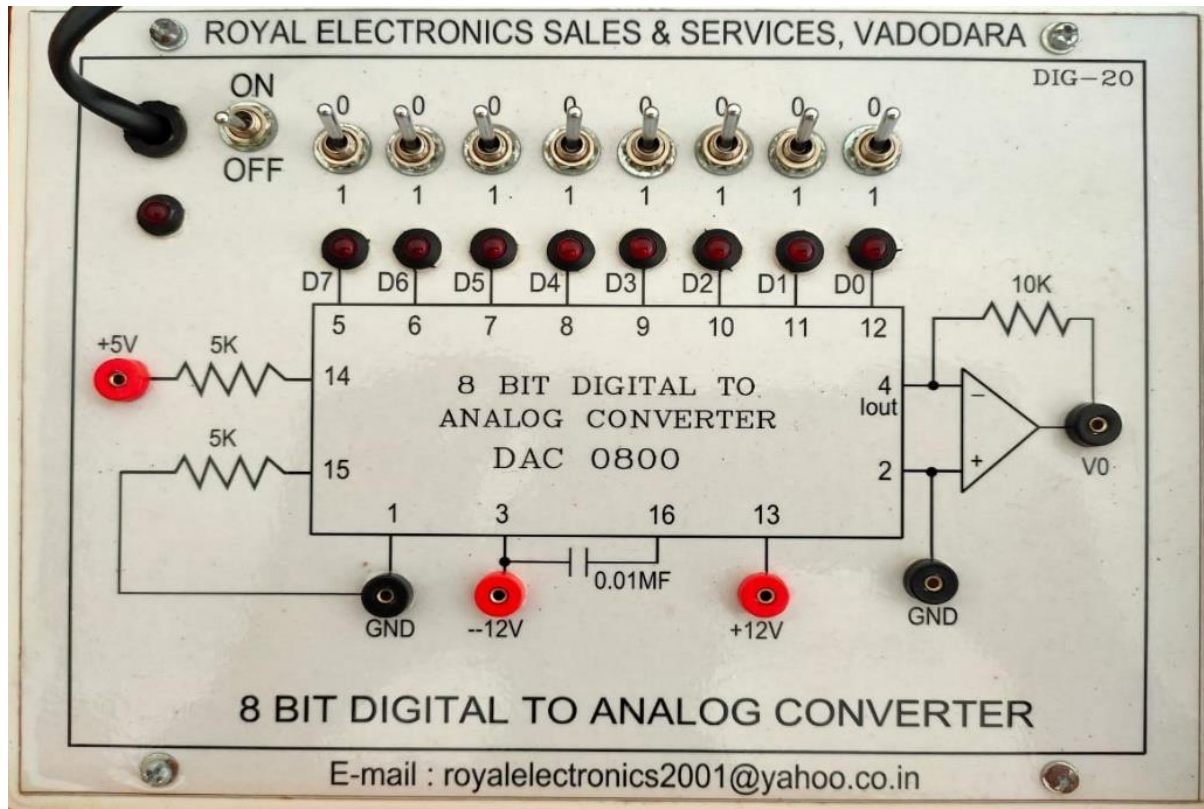 ROYAL ELECTRONICS SALES & SERVICES, VADODARA
DIG-20
ON
OFF
0 0 0 0 0 0 0 0
1 1 1 1 1 1 1 1
D7 D6 D5 D4 D3 D2 D1 D0
5 6 7 8 9 10 11 12
10K
+5V 5K 14
8 BIT DIGITAL TO
ANALOG CONVERTER
DAC 0800
4
Iout
−
+
5K 15
2
V0
1 3 16 13
0.01MF
GND --12V +12V GND
8 BIT DIGITAL TO ANALOG CONVERTER
E-mail : royalelectronics2001@yahoo.co.in